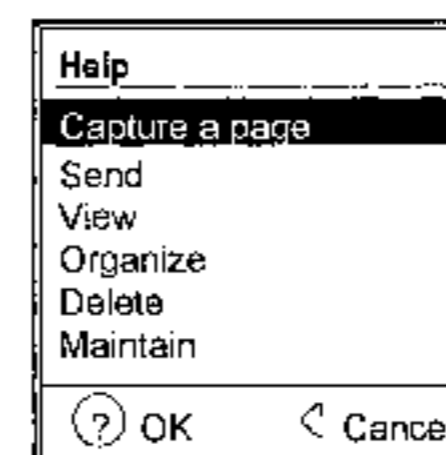 Help
Capture a page
Send
View
Organize
Delete
Maintain
? OK < Cance